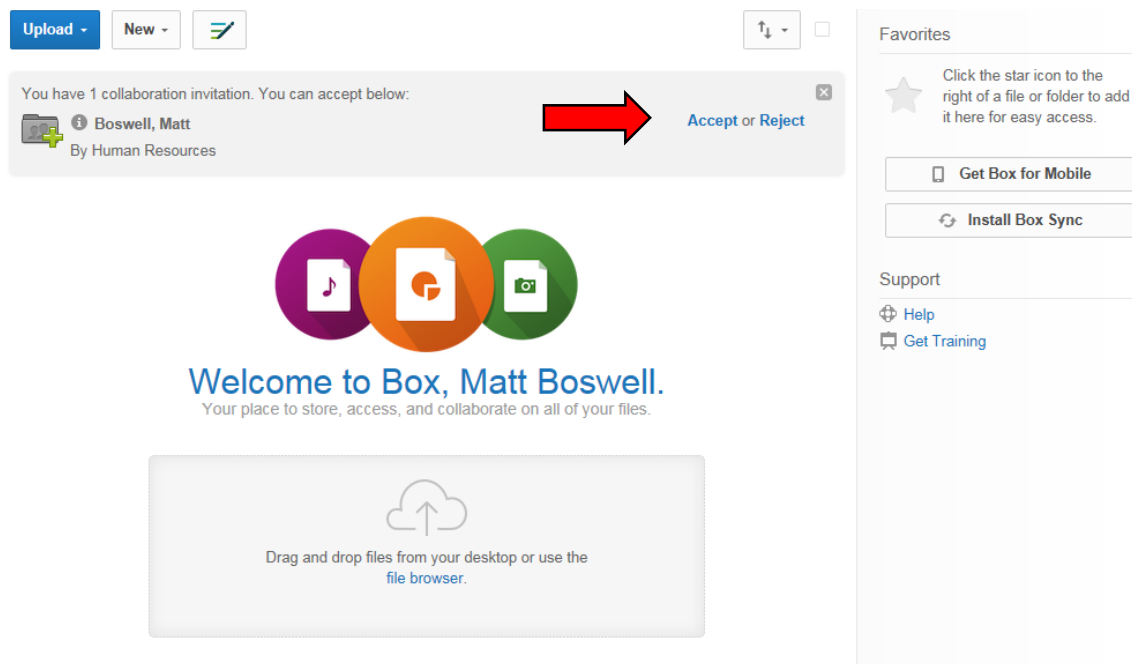 Upload
New
You have 1 collaboration invitation. You can accept below:
Boswell, Matt
By Human Resources
Accept or Reject
Welcome to Box, Matt Boswell.
Your place to store, access, and collaborate on all of your files.
Drag and drop files from your desktop or use the
file browser.
Favorites
Click the star icon to the
right of a file or folder to add
it here for easy access.
Get Box for Mobile
Install Box Sync
Support
Help
Get Training